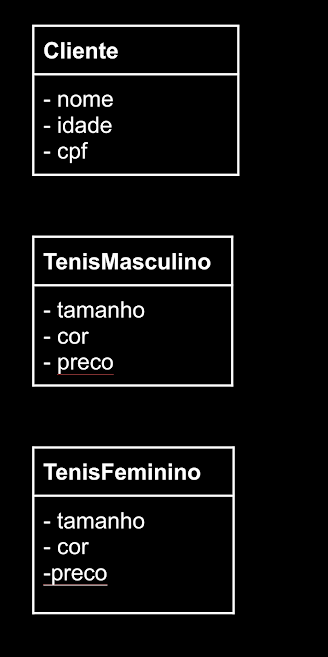 Cliente
- nome
- idade
- cpf
TenisMasculino
- tamanho
- cor
- preco
TenisFeminino
- tamanho
- cor
-preco